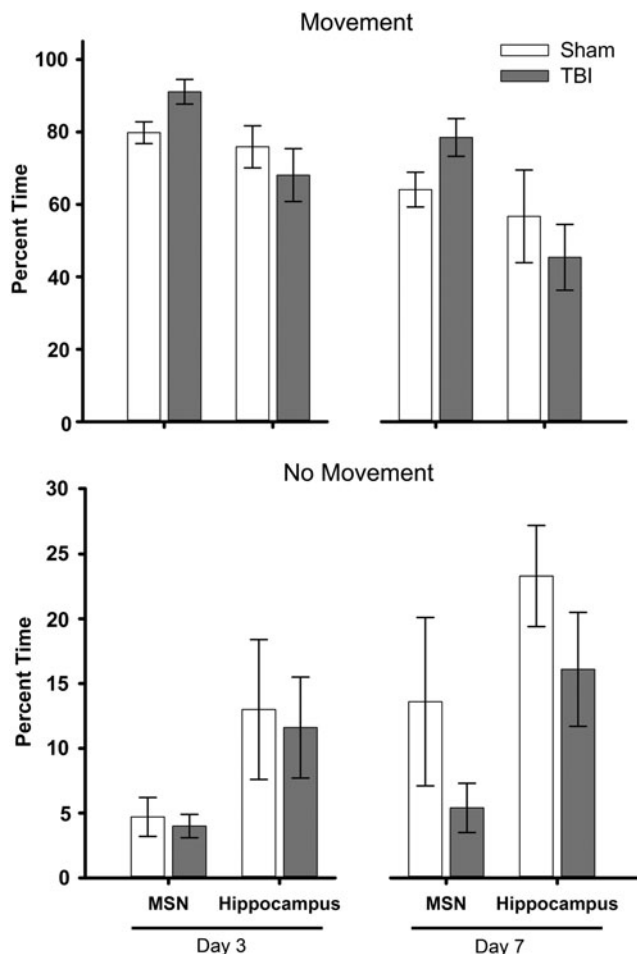 Movement
Sham
TBI
Percent Time
100
80
60
40
20
0
No Movement
Percent Time
30
25
20
15
10
5
0
MSN Hippocampus MSN Hippocampus
Day 3 Day 7